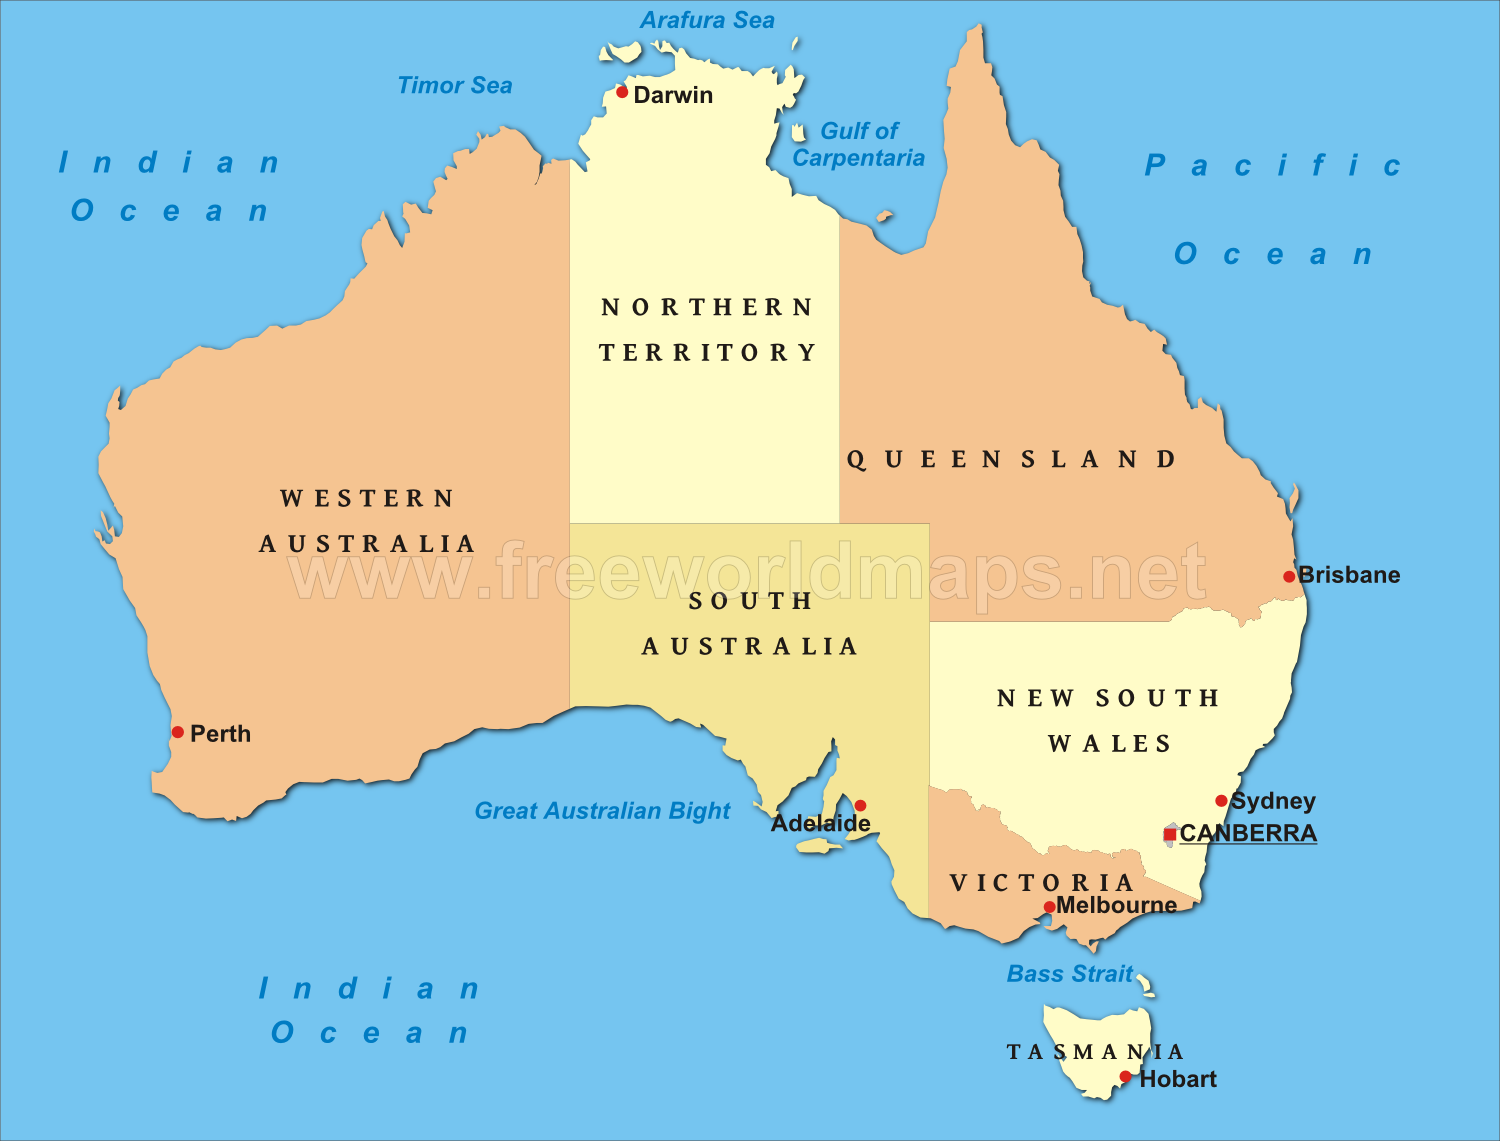 Arafura Sea
Timor Sea
Darwin
Gulf of
Carpentaria
Indian
Ocean
Pacific
Ocean
NORTHERN
TERRITORY
QUEENSLAND
WESTERN
AUSTRALIA
www.freeworldmaps.net
Brisbane
SOUTH
AUSTRALIA
NEW SOUTH
WALES
Perth
Great Australian Bight
Adelaide
Sydney
CANBERRA
VICTORIA
Melbourne
Bass Strait
Indian
Ocean
TASMANIA
Hobart